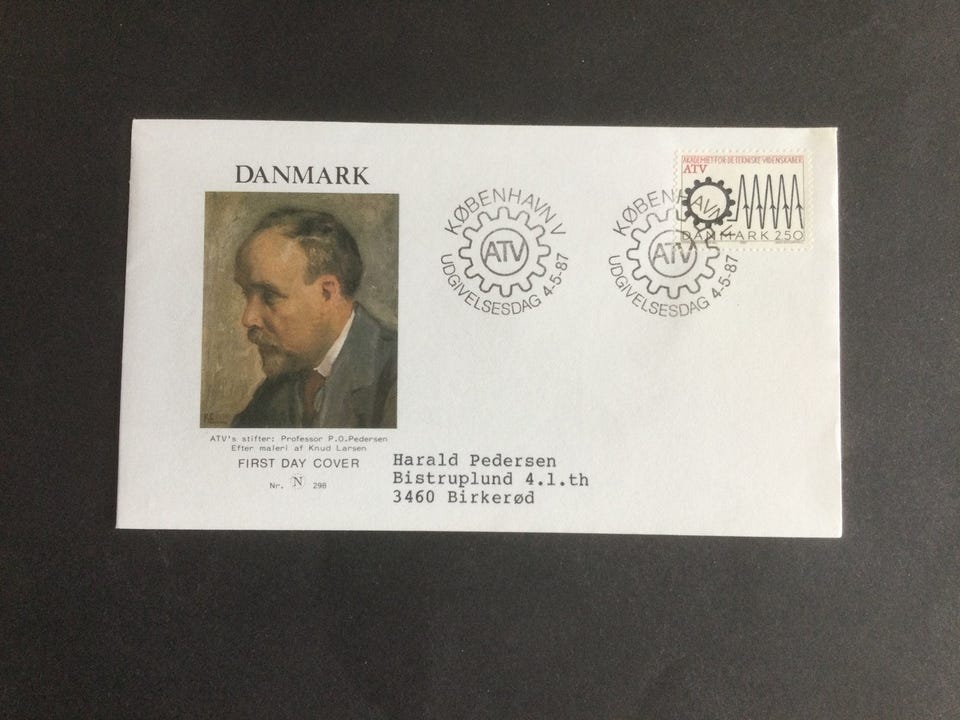 DANMARK
K.L.
ATV's stifter: Professor P.O.Pedersen
Efter maleri af Knud Larsen
FIRST DAY COVER
Nr. N 298
KØBENHAVN V
ATV
UDGIVELSESDAG 4-5-87
KØBENHAVN V
ATV
UDGIVELSESDAG 4-5-87
AKADEMIET·FOR·DE·TEKNISKE·VIDENSKABER
ATV
DANMARK 250
Harald Pedersen
Bistruplund 4.1.th
3460 Birkerød